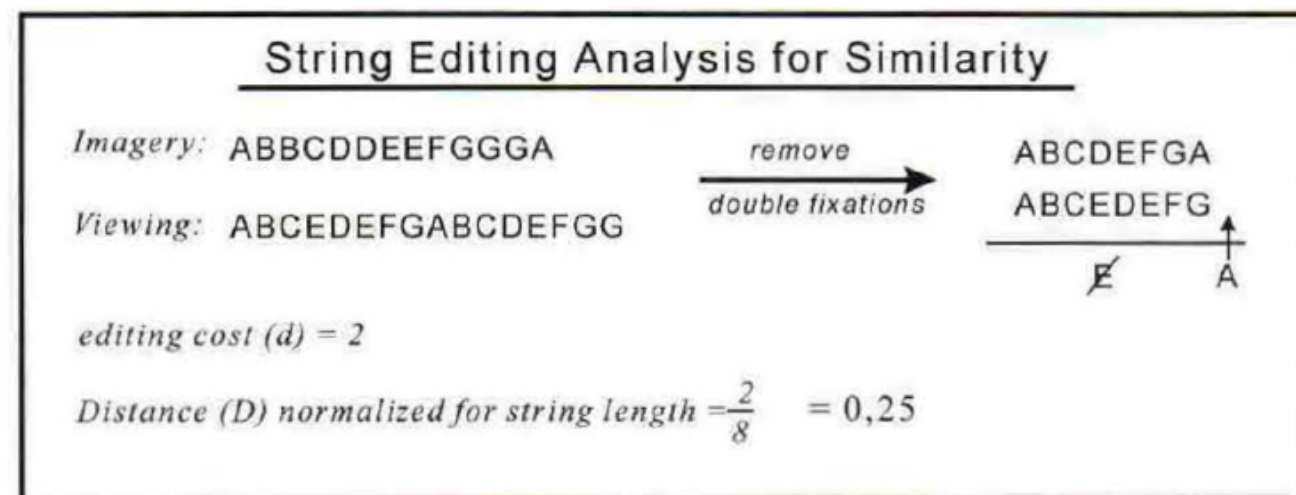 String Editing Analysis for Similarity
Imagery: ABBCDDEEFGGGA
remove
ABCDEFGA
Viewing: ABCEDEFGABCDEFGG
double fixations
ABCEDEFG
E A
editing cost (d) = 2
Distance (D) normalized for string length = 2/8 = 0,25